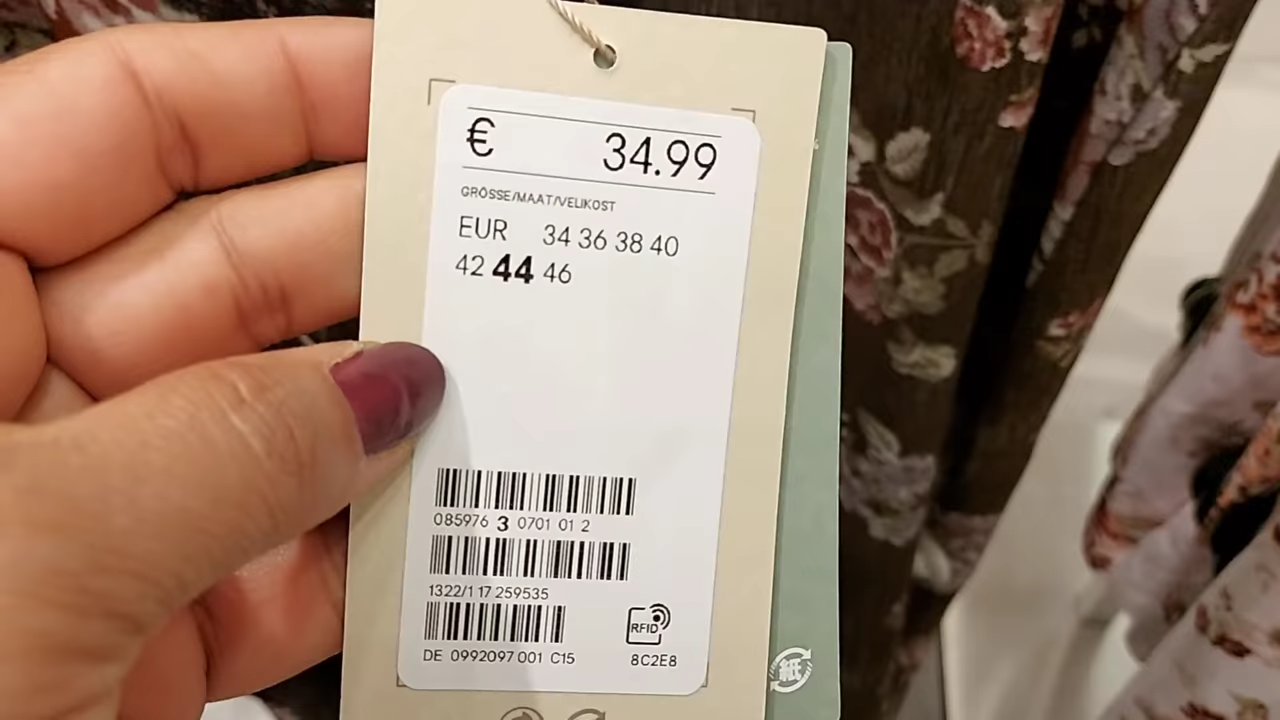 € 34.99
GRÖSSE/MAAT/VELIKOST
EUR 34 36 38 40
42 44 46
085976 3 0701 01 2
1322/1 17 259535
DE 0992097 001 C15
RFID
8C2E8
紙